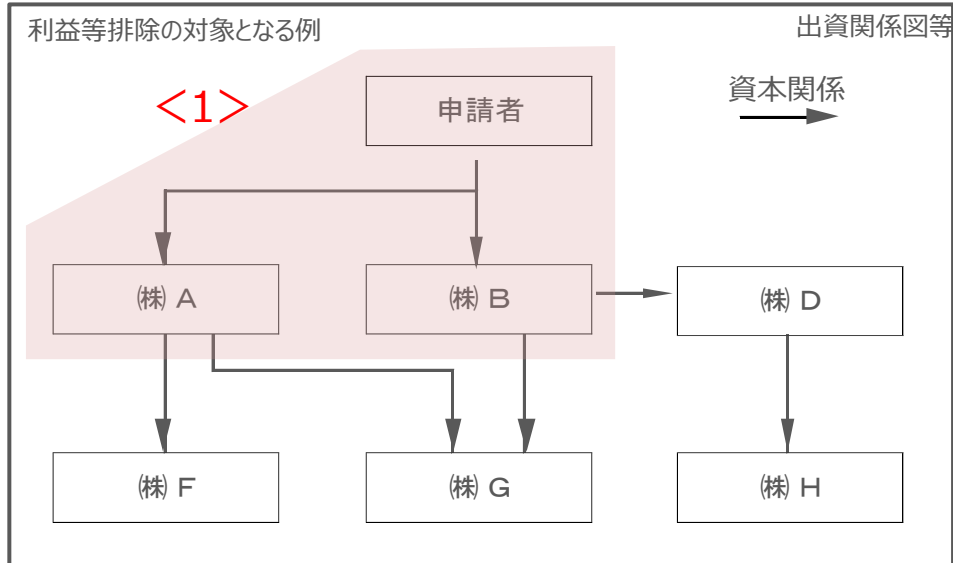 利益等排除の対象となる例
出資関係図等
<1>
申請者
資本関係
㈱ A
㈱ B
㈱ D
㈱ F
㈱ G
㈱ H